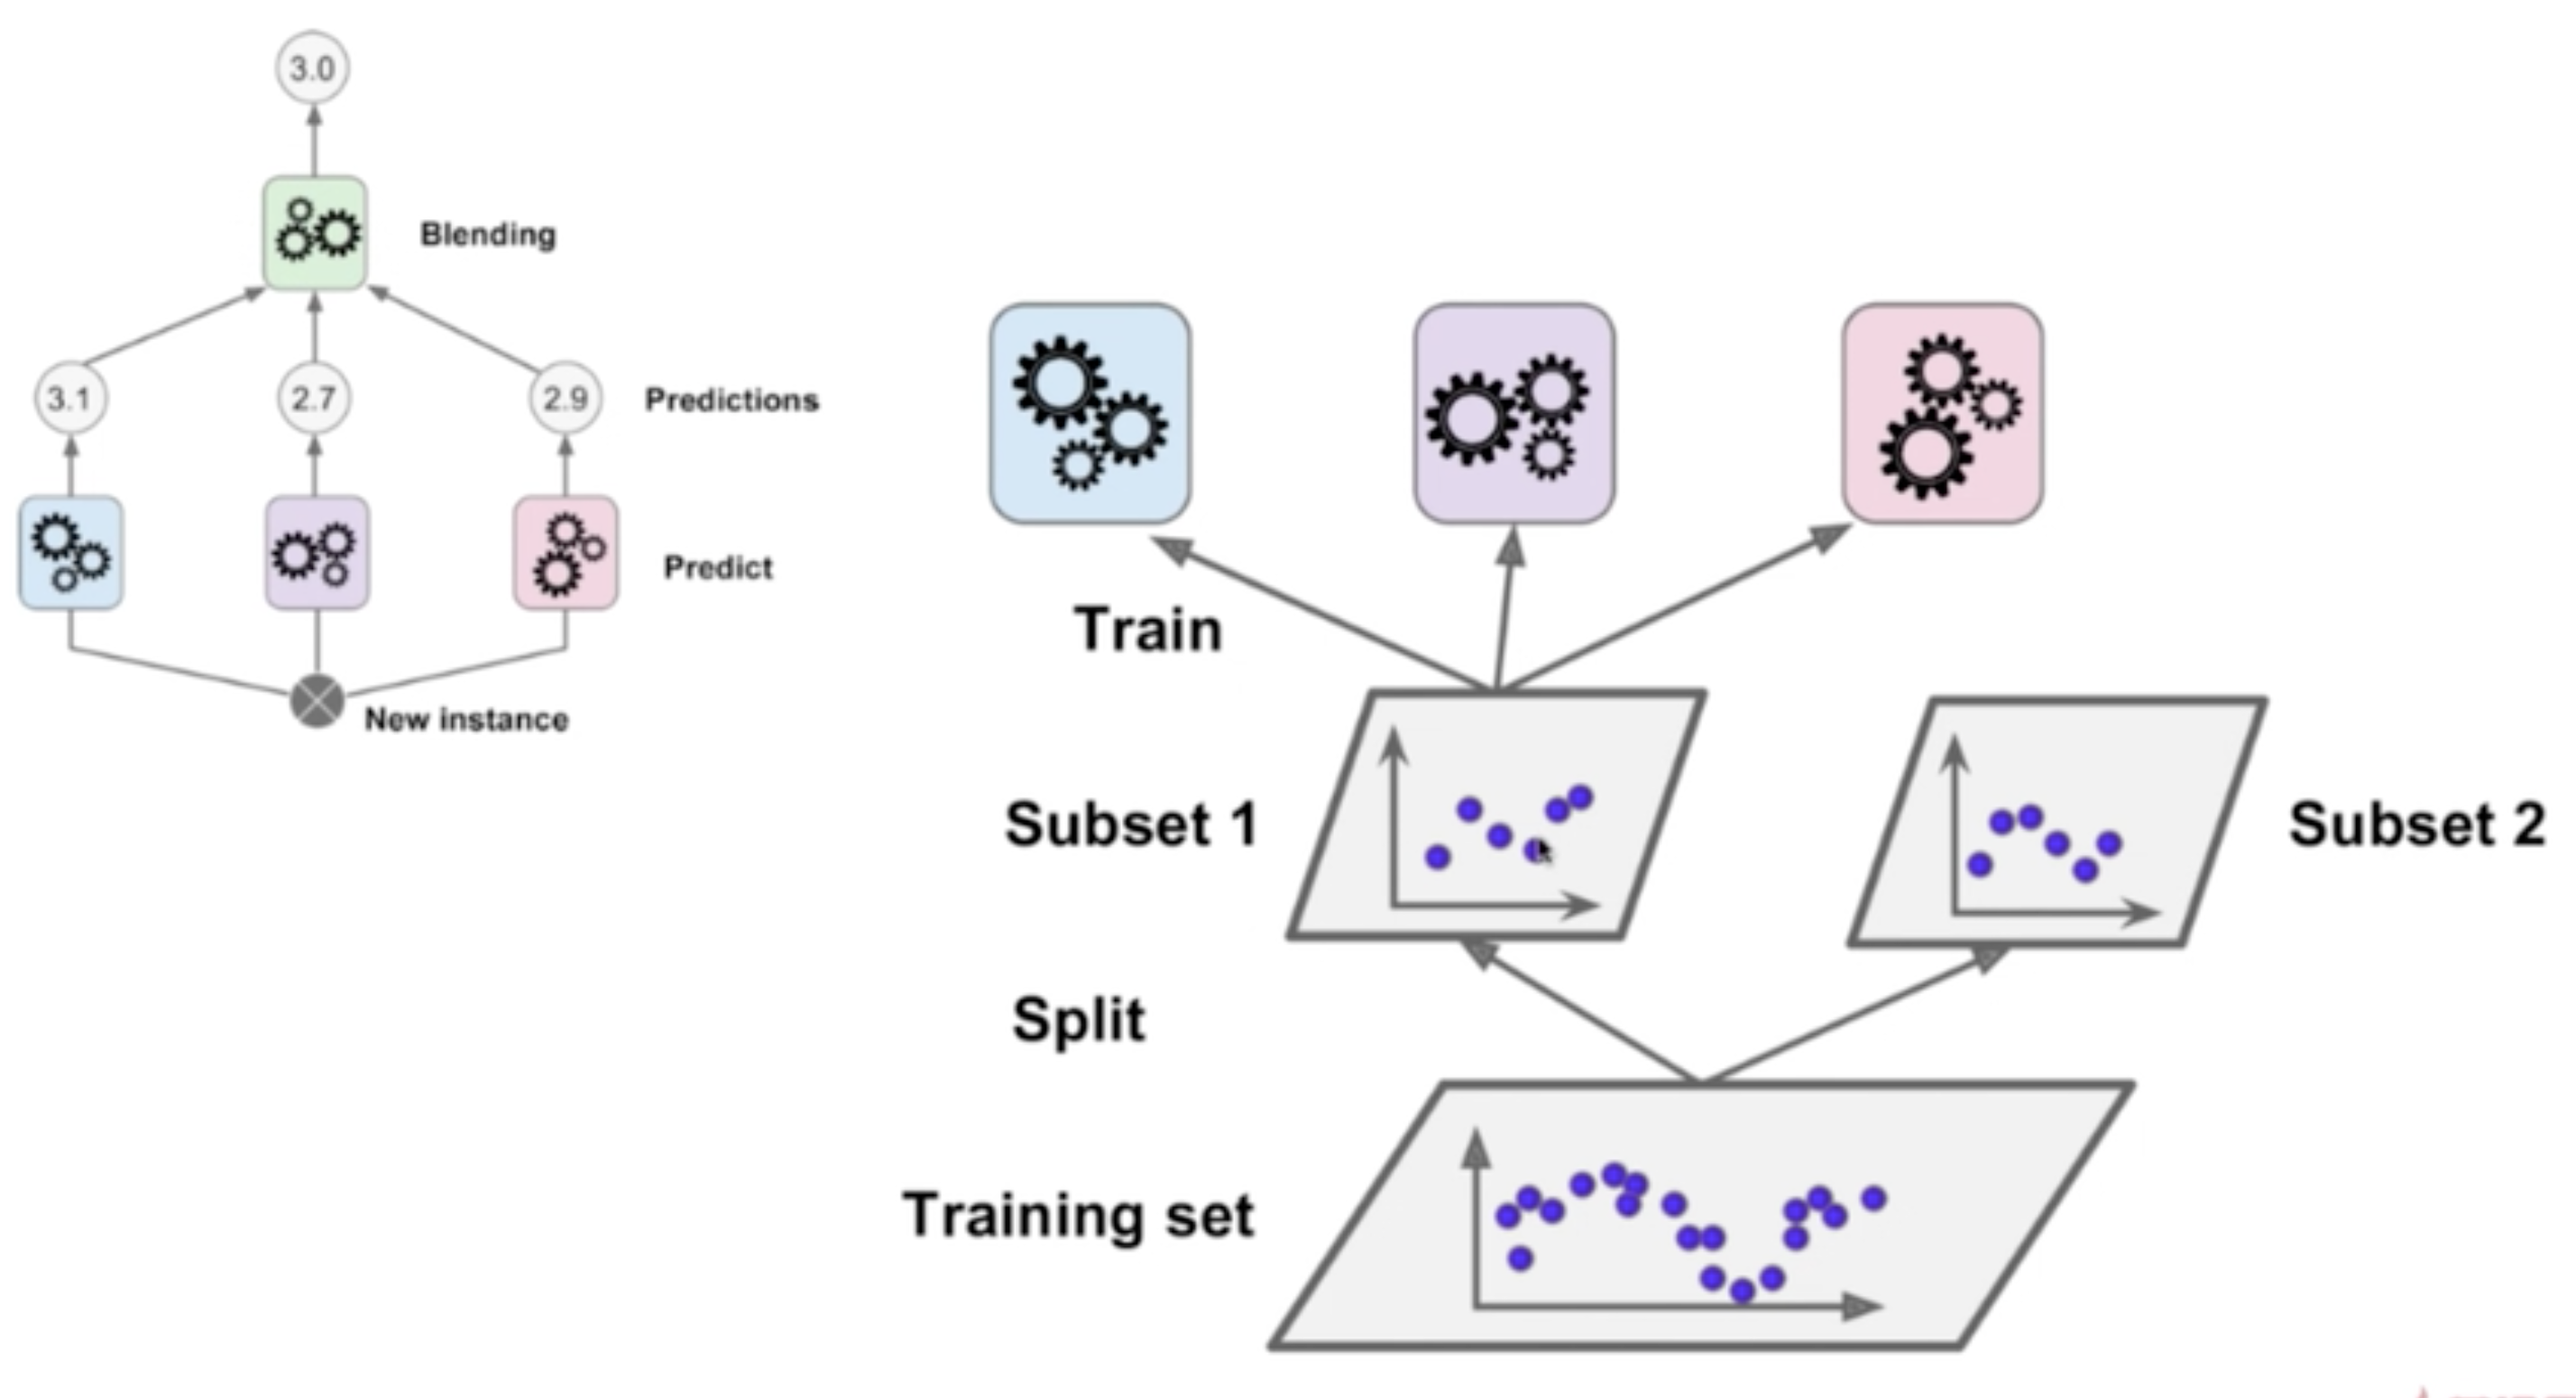 3.0
Blending
3.1
2.7
2.9
Predictions
Predict
New instance
Train
Subset 1
Subset 2
Split
Training set